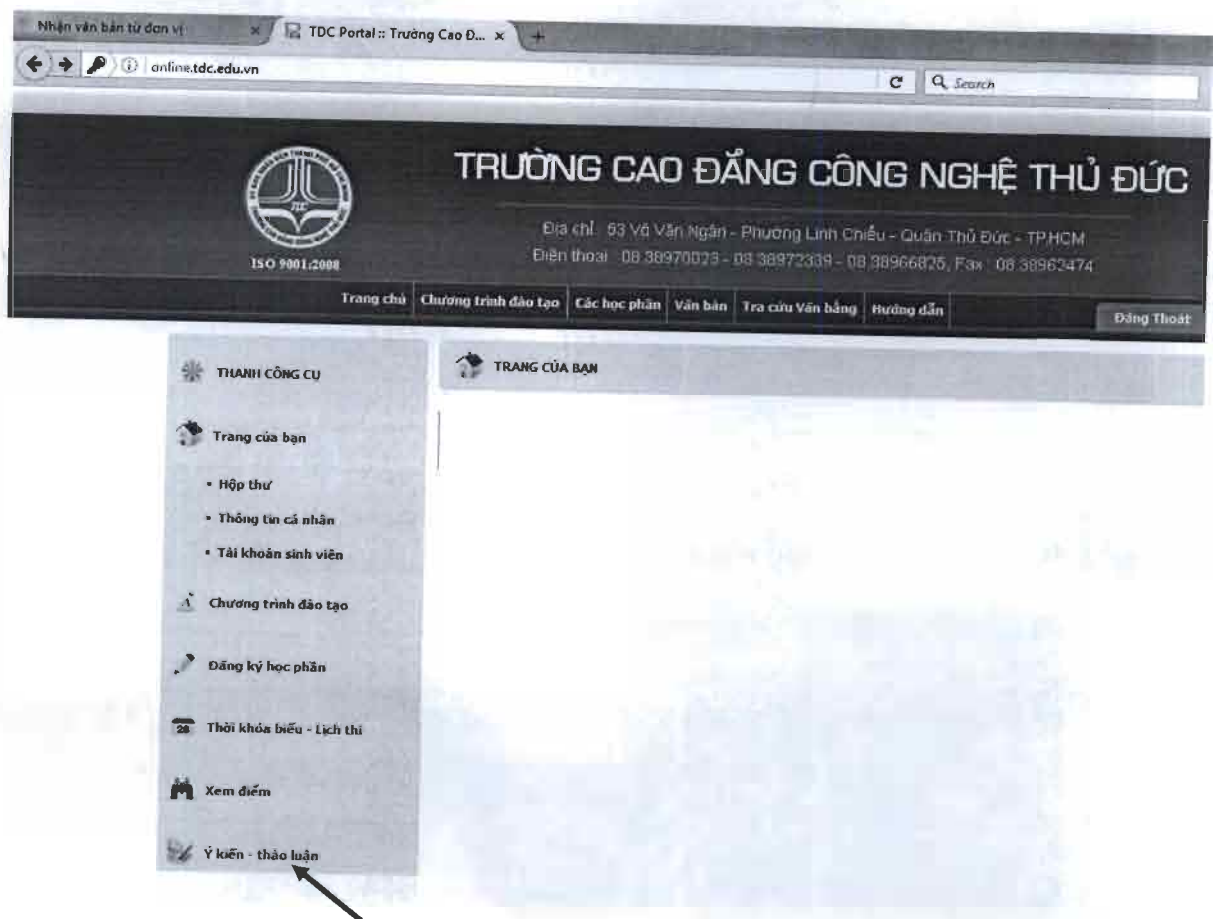 Nhận văn bản từ đơn vị
TDC Portal :: Trường Cao Đ...
online.tdc.edu.vn
Search
TRƯỜNG CAO ĐẲNG CÔNG NGHỆ THỦ ĐỨC
TDC
ISO 9001:2008
Địa chỉ: 53 Võ Văn Ngân - Phường Linh Chiểu - Quận Thủ Đức - TP.HCM
Điện thoại : 08 38970023 - 08 38972339 - 08 38966825, Fax : 08 38962474
Trang chủ Chương trình đào tạo Các học phần Văn bản Tra cứu Văn bằng Hướng dẫn Đăng Thoát
THANH CÔNG CỤ
TRANG CỦA BẠN
Trang của bạn
• Hộp thư
• Thông tin cá nhân
• Tài khoản sinh viên
Chương trình đào tạo
Đăng ký học phần
28 Thời khóa biểu - Lịch thi
Xem điểm
Ý kiến - thảo luận